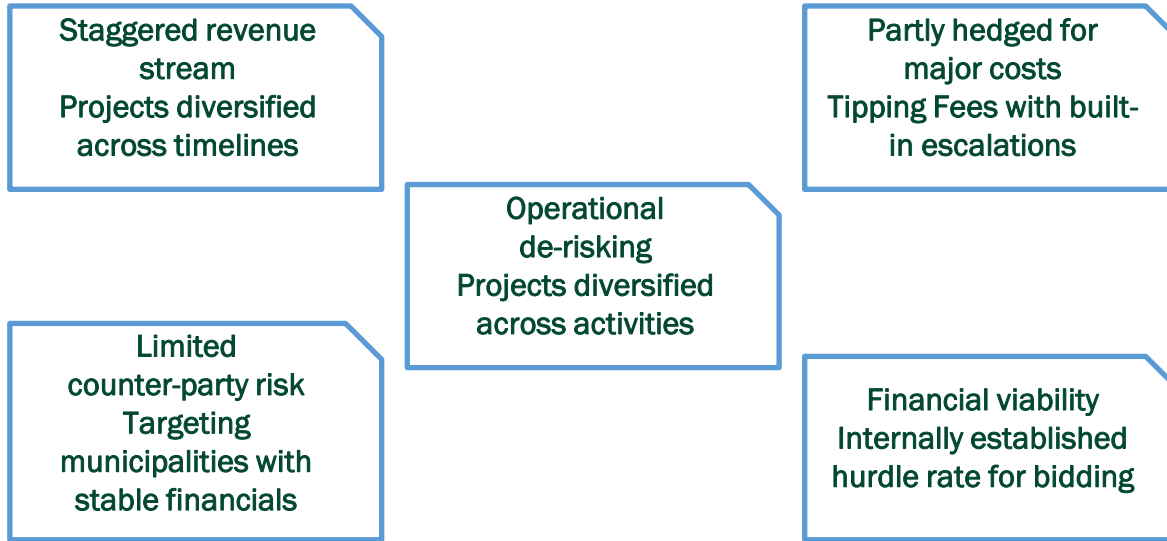 Staggered revenue
stream
Projects diversified
across timelines
Partly hedged for
major costs
Tipping Fees with built-
in escalations
Operational
de-risking
Projects diversified
across activities
Limited
counter-party risk
Targeting
municipalities with
stable financials
Financial viability
Internally established
hurdle rate for bidding